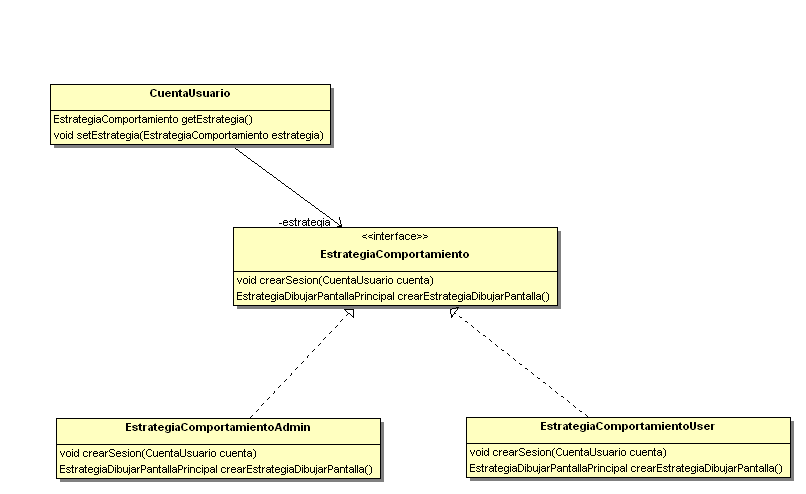 CuentaUsuario
EstrategiaComportamiento getEstrategia()
void setEstrategia(EstrategiaComportamiento estrategia)
-estrategia
<<interface>>
EstrategiaComportamiento
void crearSesion(CuentaUsuario cuenta)
EstrategiaDibujarPantallaPrincipal crearEstrategiaDibujarPantalla()
EstrategiaComportamientoAdmin
void crearSesion(CuentaUsuario cuenta)
EstrategiaDibujarPantallaPrincipal crearEstrategiaDibujarPantalla()
EstrategiaComportamientoUser
void crearSesion(CuentaUsuario cuenta)
EstrategiaDibujarPantallaPrincipal crearEstrategiaDibujarPantalla()